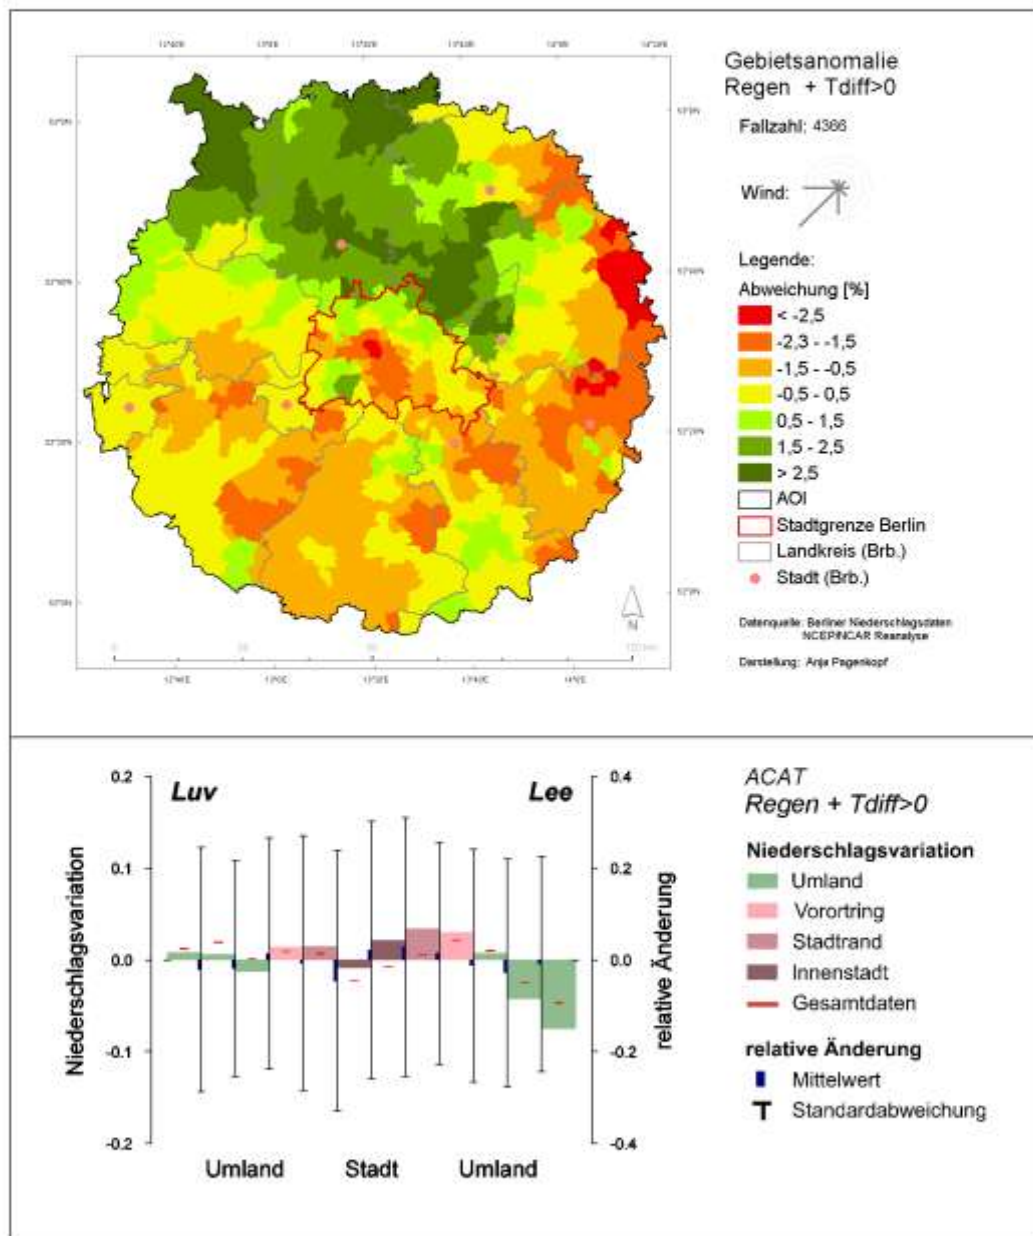 Gebietsanomalie
Regen + Tdiff>0
Fallzahl: 4366
Wind:
Legende:
Abweichung [%]
< -2,5
-2,3 - -1,5
-1,5 - -0,5
-0,5 - 0,5
0,5 - 1,5
1,5 - 2,5
> 2,5
AOI
Stadtgrenze Berlin
Landkreis (Brb.)
Stadt (Brb.)
N
Datenquelle: Berliner Niederschlagsdaten
NCEP/NCAR Reanalyse
Darstellung: Anja Pagenkopf
0.2
0.1
0.0
-0.1
-0.2
Niederschlagsvariation
Luv
Lee
0.4
0.2
0.0
-0.2
-0.4
relative Änderung
Umland
Stadt
Umland
ACAT
Regen + Tdiff>0
Niederschlagsvariation
Umland
Vorortring
Stadtrand
Innenstadt
Gesamtdaten
relative Änderung
Mittelwert
Standardabweichung